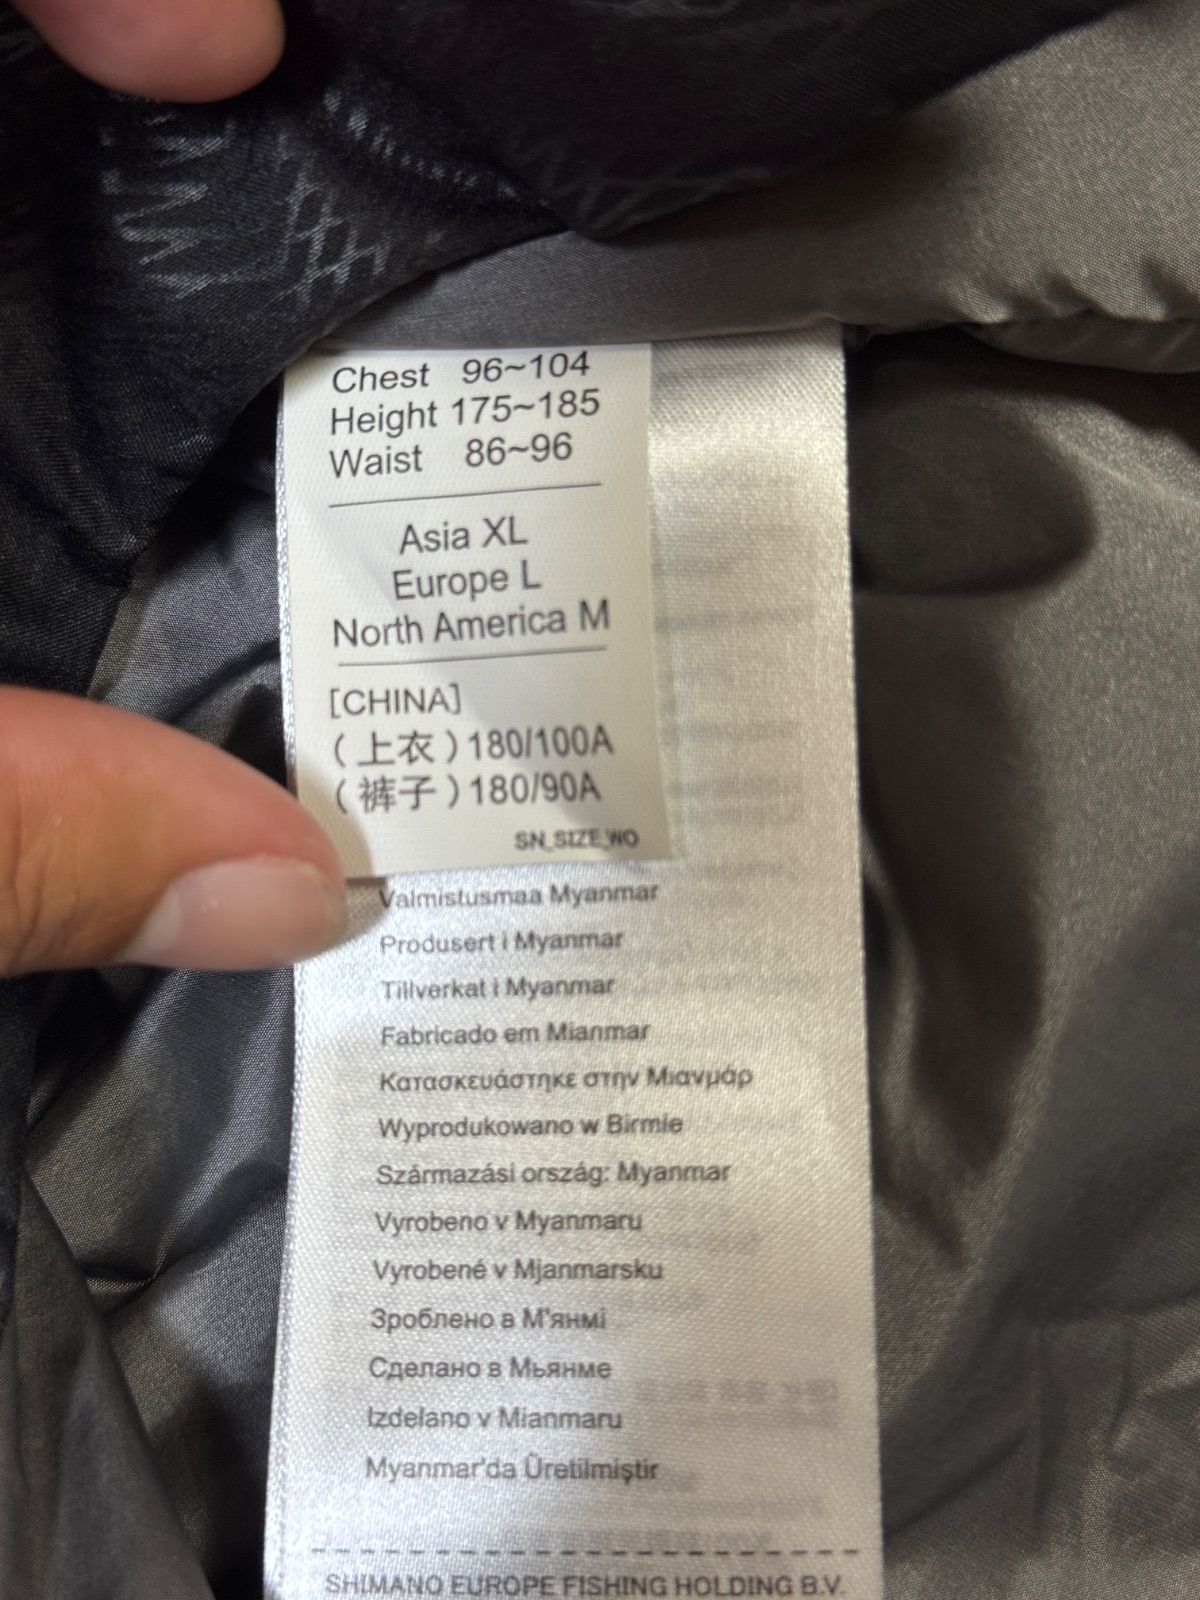 Chest 96~104
Height 175~185
Waist 86~96
Asia XL
Europe L
North America M
[CHINA]
(上衣)180/100A
(裤子)180/90A
SN_SIZE_WO
Valmistusmaa Myanmar
Produsert i Myanmar
Tillverkat i Myanmar
Fabricado em Mianmar
Κατασκευάστηκε στην Μιανμάρ
Wyprodukowano w Birmie
Származási ország: Myanmar
Vyrobeno v Myanmaru
Vyrobené v Mjanmarsku
Зроблено в М'янмі
Сделано в Мьянме
Izdelano v Mianmaru
Myanmar'da Üretilmiştir
SHIMANO EUROPE FISHING HOLDING B.V.